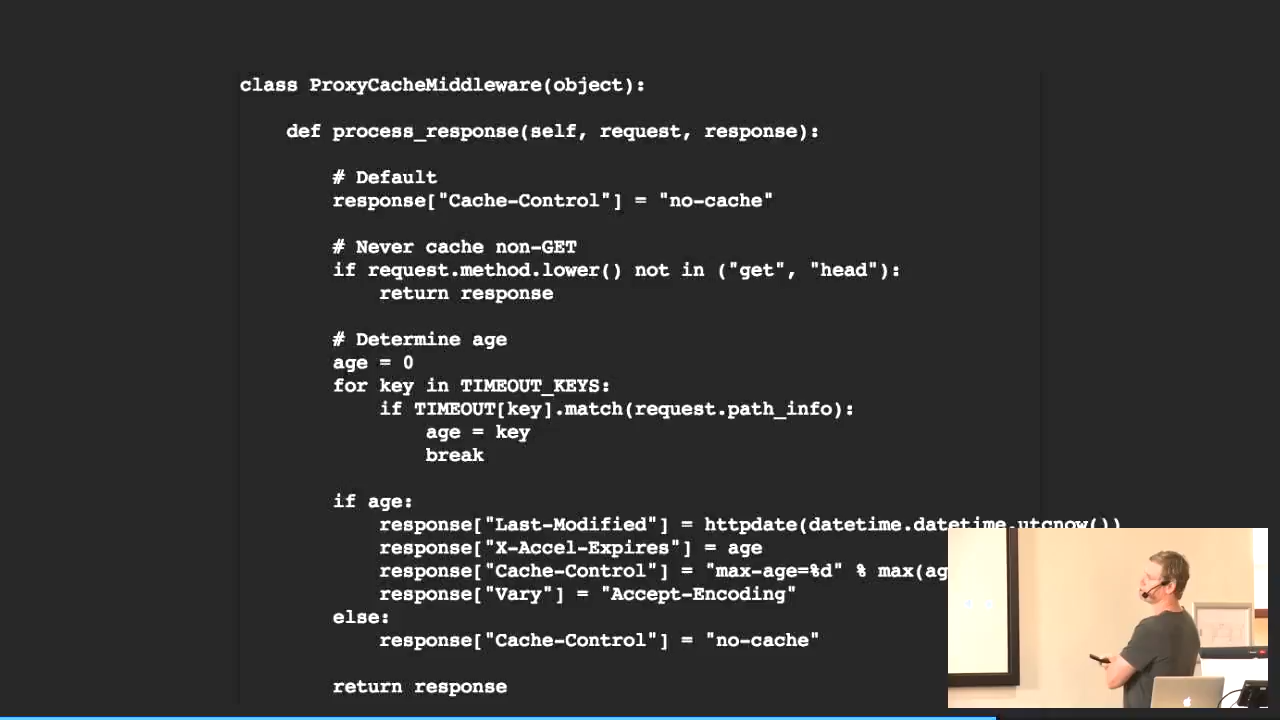 class ProxyCacheMiddleware(object):
def process_response(self, request, response):
# Default
response["Cache-Control"] = "no-cache"
# Never cache non-GET
if request.method.lower() not in ("get", "head"):
return response
# Determine age
age = 0
for key in TIMEOUT_KEYS:
if TIMEOUT[key].match(request.path_info):
age = key
break
if age:
response["Last-Modified"] = httpdate(datetime.datetime.utcnow())
response["X-Accel-Expires"] = age
response["Cache-Control"] = "max-age=%d" % max(ag
response["Vary"] = "Accept-Encoding"
else:
response["Cache-Control"] = "no-cache"
return response